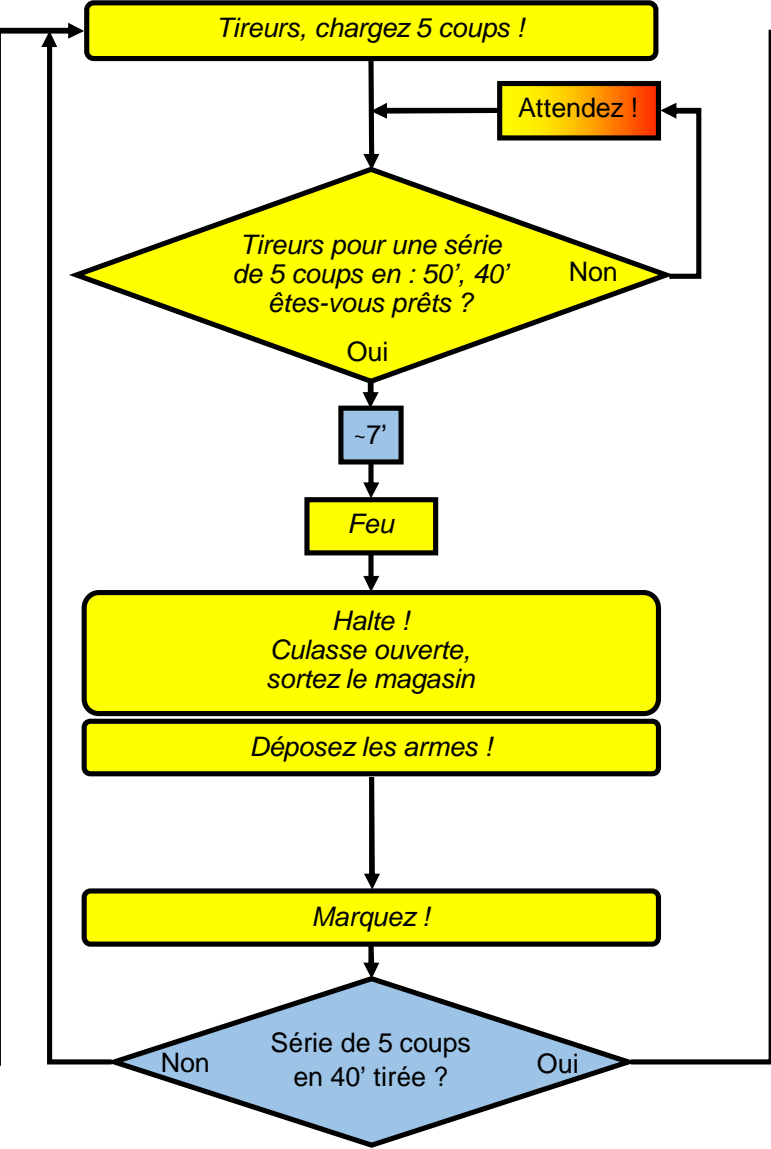 Tireurs, chargez 5 coups !
Attendez !
Tireurs pour une série
de 5 coups en : 50’, 40’
êtes-vous prêts ?
Non
Oui
~7’
Feu
Halte !
Culasse ouverte,
sortez le magasin
Déposez les armes !
Marquez !
Série de 5 coups
en 40’ tirée ?
Non
Oui